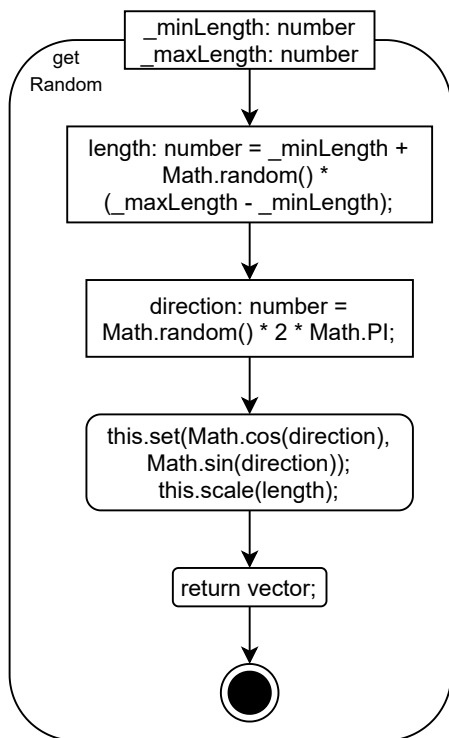 _minLength: number
_maxLength: number
get
Random
length: number = _minLength +
Math.random() *
(_maxLength - _minLength);
direction: number =
Math.random() * 2 * Math.PI;
this.set(Math.cos(direction),
Math.sin(direction));
this.scale(length);
return vector;